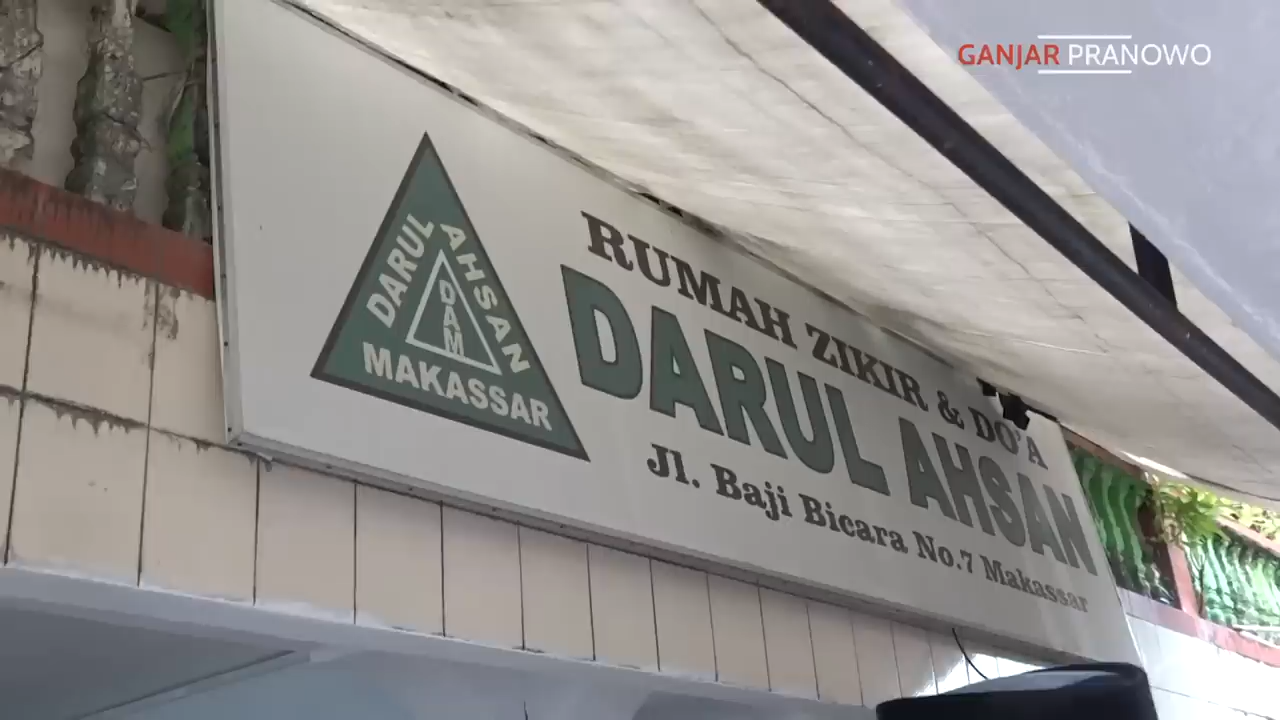 GANJAR PRANOWO
DARUL AHSAN
DAM
MAKASSAR
RUMAH ZIKIR & DO'A
DARUL AHSAN
Jl. Baji Bicara No.7 Makassar